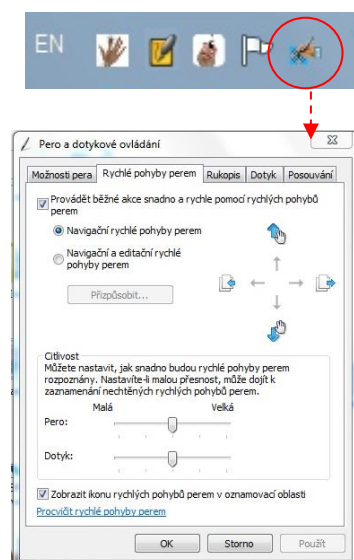 EN
Pero a dotykové ovládání
Možnosti pera Rychlé pohyby perem Rukopis Dotyk Posouvání
Provádět běžné akce snadno a rychle pomocí rychlých pohybů
perem
Navigační rychlé pohyby perem
Navigační a editační rychlé
pohyby perem
Přizpůsobit...
Citlivost
Můžete nastavit, jak snadno budou rychlé pohyby perem
rozpoznány. Nastavíte-li malou přesnost, může dojít k
zaznamenání nechtěných rychlých pohybů perem.
Malá Velká
Pero:
Dotyk:
Zobrazit ikonu rychlých pohybů perem v oznamovací oblasti
Procvičit rychlé pohyby perem
OK Storno Použít